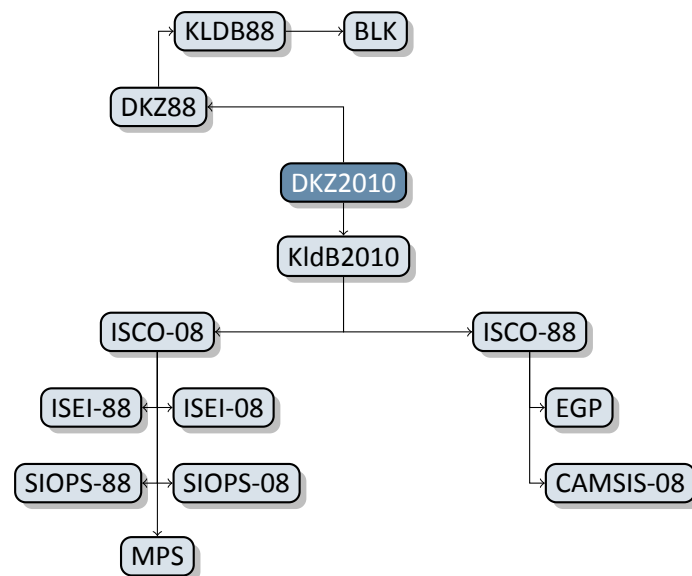 KLDB88 BLK
DKZ88
DKZ2010
KldB2010
ISCO-08 ISCO-88
ISEI-88 ISEI-08 EGP
SIOPS-88 SIOPS-08 CAMSIS-08
MPS